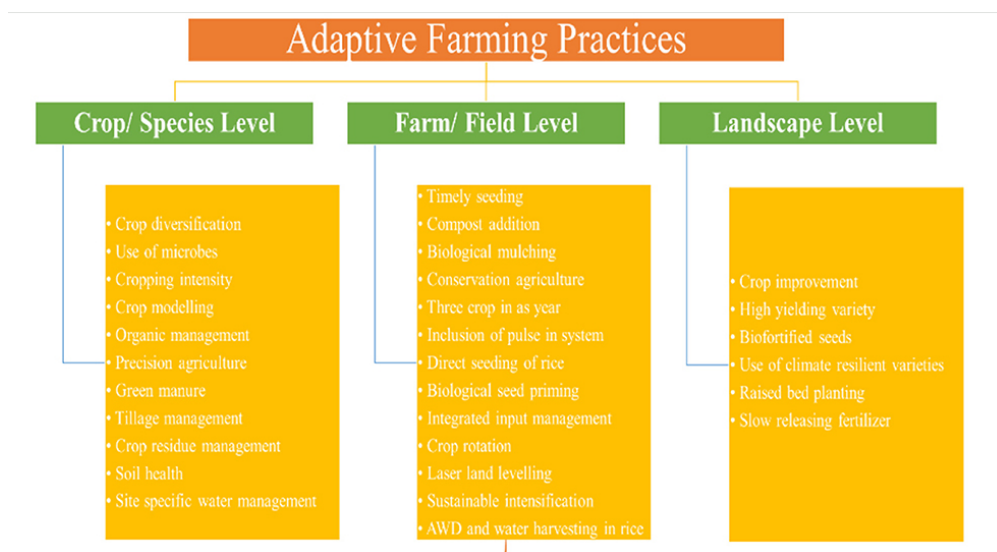 Adaptive Farming Practices
Crop/ Species Level
• Crop diversification
• Use of microbes
• Cropping intensity
• Crop modelling
• Organic management
• Precision agriculture
• Green manure
• Tillage management
• Crop residue management
• Soil health
• Site specific water management
Farm/ Field Level
• Timely seeding
• Compost addition
• Biological mulching
• Conservation agriculture
• Three crop in as year
• Inclusion of pulse in system
• Direct seeding of rice
• Biological seed priming
• Integrated input management
• Crop rotation
• Laser land levelling
• Sustainable intensification
• AWD and water harvesting in rice
Landscape Level
• Crop improvement
• High yielding variety
• Biofortified seeds
• Use of climate resilient varieties
• Raised bed planting
• Slow releasing fertilizer